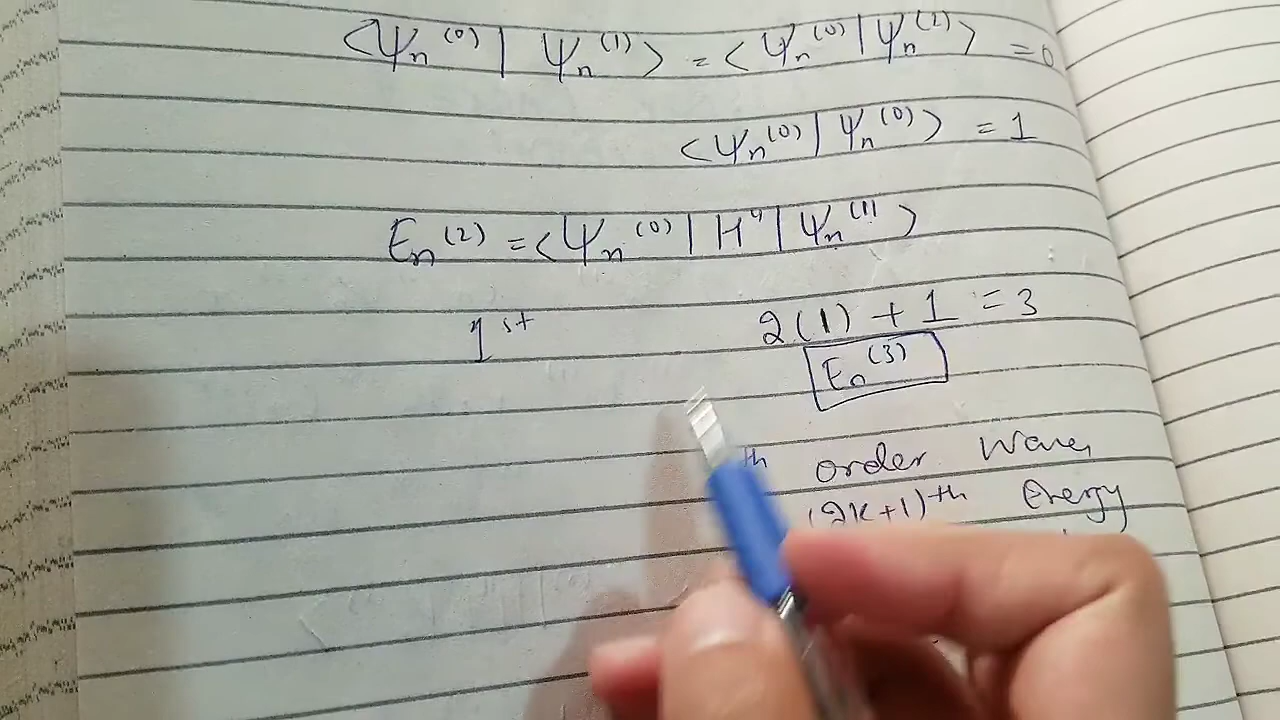 ⟨Ψn⁽⁰⁾ | Ψn⁽¹⁾⟩ = ⟨Ψn⁽⁰⁾ | Ψn⁽²⁾⟩ = 0
⟨Ψn⁽⁰⁾ | Ψn⁽⁰⁾⟩ = 1
En⁽²⁾ = ⟨Ψn⁽⁰⁾ | H'' | Ψn⁽¹⁾⟩
1st 2(1) + 1 = 3
En⁽³⁾
th order wave
(2k+1)th Energy